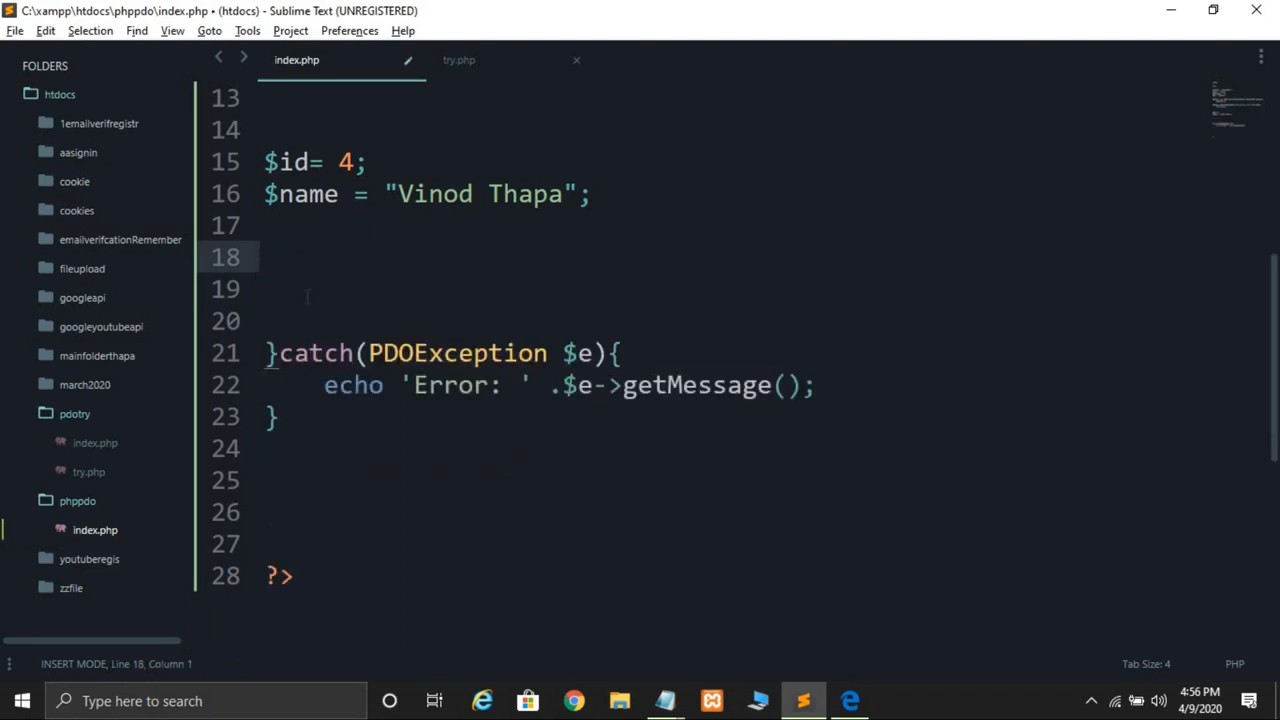 C:\xampp\htdocs\phppdo\index.php • (htdocs) - Sublime Text (UNREGISTERED)
File Edit Selection Find View Goto Tools Project Preferences Help
FOLDERS
htdocs
1emailverifregistr
aasignin
cookie
cookies
emailverifcationRemember
fileupload
googleapi
googleyoutubeapi
mainfolderthapa
march2020
pdotry
index.php
try.php
phppdo
index.php
youtuberegis
zzfile
index.php try.php
13
14
15 $id= 4;
16 $name = "Vinod Thapa";
17
18
19
20
21 }catch(PDOException $e){
22 echo 'Error: ' .$e->getMessage();
23 }
24
25
26
27
28 ?>
INSERT MODE, Line 18, Column 1 Tab Size: 4 PHP
Type here to search
4:56 PM
4/9/2020